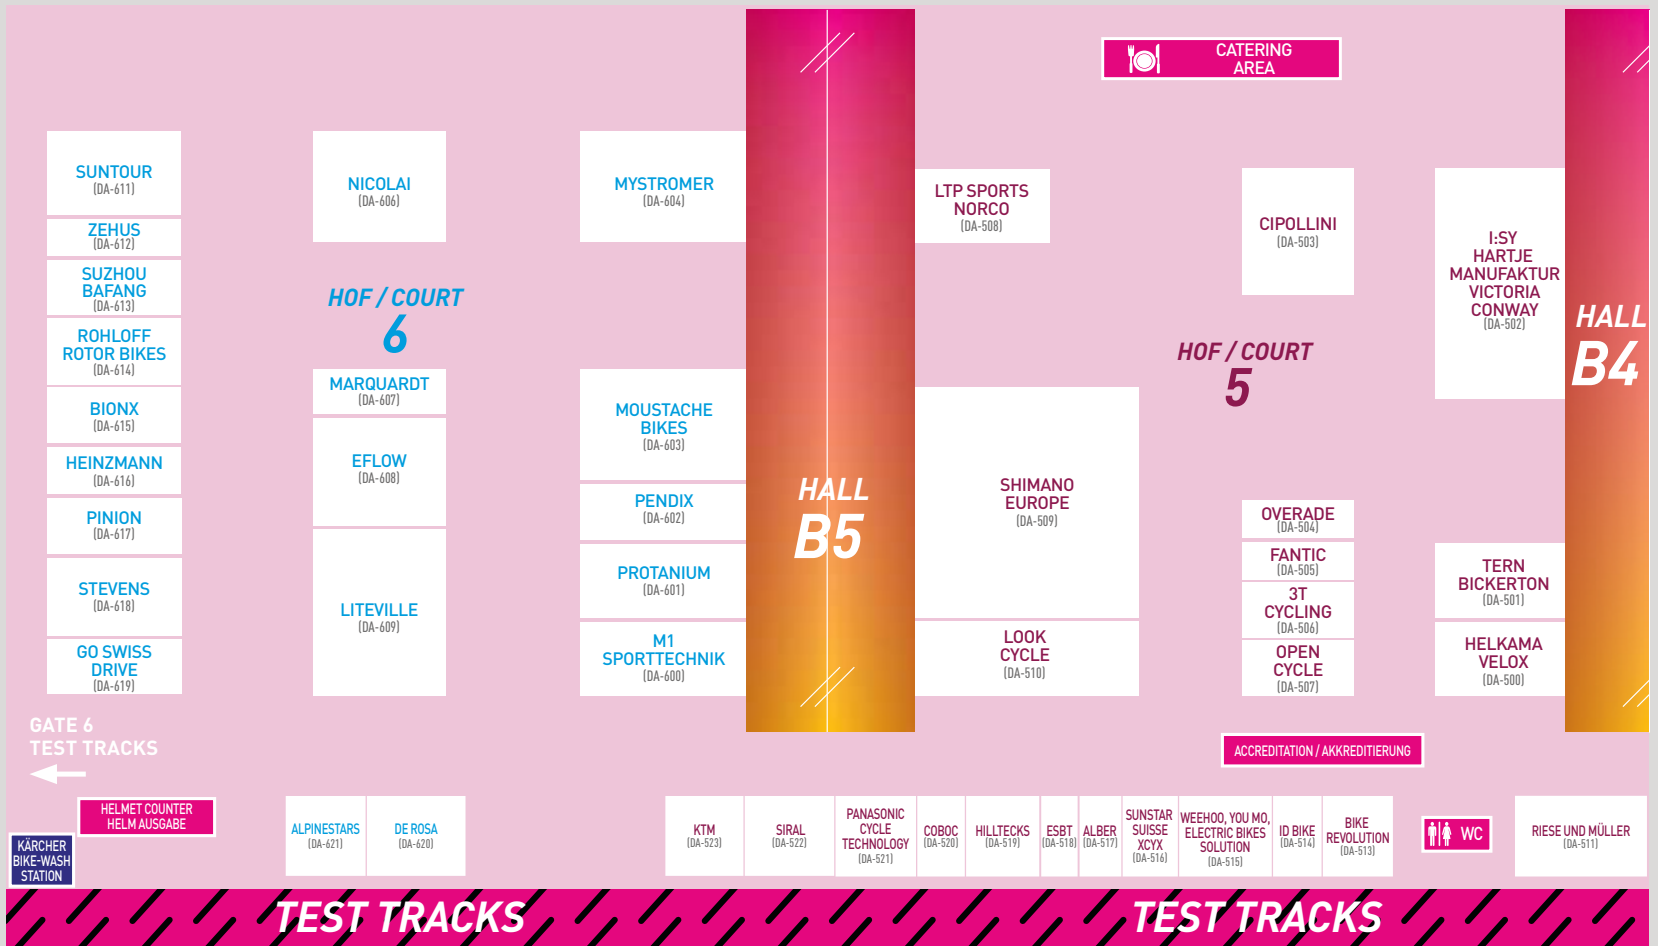 CATERING
AREA
SUNTOUR
(DA-611)
ZEHUS
(DA-612)
SUZHOU
BAFANG
(DA-613)
ROHLOFF
ROTOR BIKES
(DA-614)
BIONX
(DA-615)
HEINZMANN
(DA-616)
PINION
(DA-617)
STEVENS
(DA-618)
GO SWISS
DRIVE
(DA-619)
NICOLAI
(DA-606)
HOF / COURT
6
MARQUARDT
(DA-607)
EFLOW
(DA-608)
LITEVILLE
(DA-609)
MYSTROMER
(DA-604)
MOUSTACHE
BIKES
(DA-603)
PENDIX
(DA-602)
PROTANIUM
(DA-601)
M1
SPORTTECHNIK
(DA-600)
HALL
B5
LTP SPORTS
NORCO
(DA-508)
SHIMANO
EUROPE
(DA-509)
LOOK
CYCLE
(DA-510)
CIPOLLINI
(DA-503)
HOF / COURT
5
OVERADE
(DA-504)
FANTIC
(DA-505)
3T
CYCLING
(DA-506)
OPEN
CYCLE
(DA-507)
I:SY
HARTJE
MANUFAKTUR
VICTORIA
CONWAY
(DA-502)
TERN
BICKERTON
(DA-501)
HELKAMA
VELOX
(DA-500)
HALL
B4
GATE 6
TEST TRACKS
ACCREDITATION / AKKREDITIERUNG
HELMET COUNTER
HELM AUSGABE
KÄRCHER
BIKE-WASH
STATION
ALPINESTARS
(DA-621)
DE ROSA
(DA-620)
KTM
(DA-523)
SIRAL
(DA-522)
PANASONIC
CYCLE
TECHNOLOGY
(DA-521)
COBOC
(DA-520)
HILLTECKS
(DA-519)
ESBT
(DA-518)
ALBER
(DA-517)
SUNSTAR
SUISSE
XCYX
(DA-516)
WEEHOO, YOU MO,
ELECTRIC BIKES
SOLUTION
(DA-515)
ID BIKE
(DA-514)
BIKE
REVOLUTION
(DA-513)
WC
RIESE UND MÜLLER
(DA-511)
TEST TRACKS
TEST TRACKS